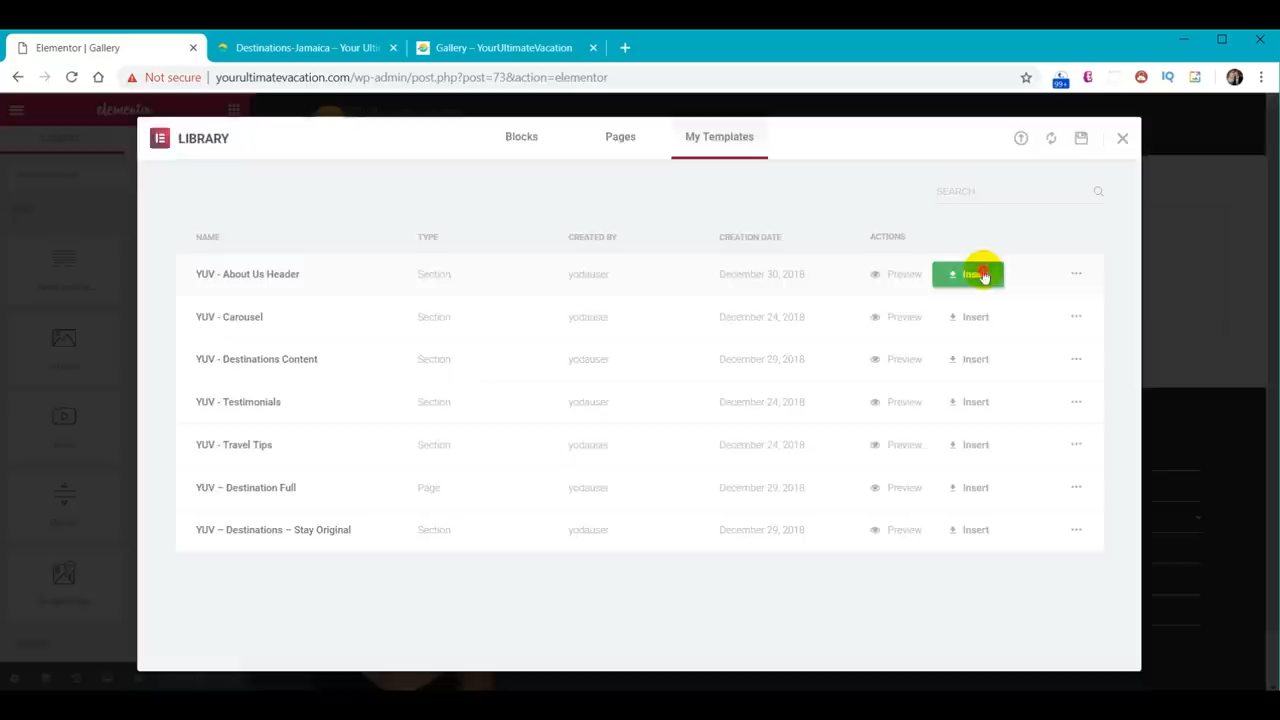 Elementor | Gallery
Destinations-Jamaica – Your Ulti
Gallery – YourUltimateVacation
Not secure
yourultimatevacation.com/wp-admin/post.php?post=73&action=elementor
99+
IQ
elementor
LIBRARY
Blocks
Pages
My Templates
SEARCH
NAME
TYPE
CREATED BY
CREATION DATE
ACTIONS
YUV - About Us Header Section yodauser December 30, 2018 Preview Insert
YUV - Carousel Section yodauser December 24, 2018 Preview Insert
YUV - Destinations Content Section yodauser December 29, 2018 Preview Insert
YUV - Testimonials Section yodauser December 24, 2018 Preview Insert
YUV - Travel Tips Section yodauser December 24, 2018 Preview Insert
YUV – Destination Full Page yodauser December 29, 2018 Preview Insert
YUV – Destinations – Stay Original Section yodauser December 29, 2018 Preview Insert